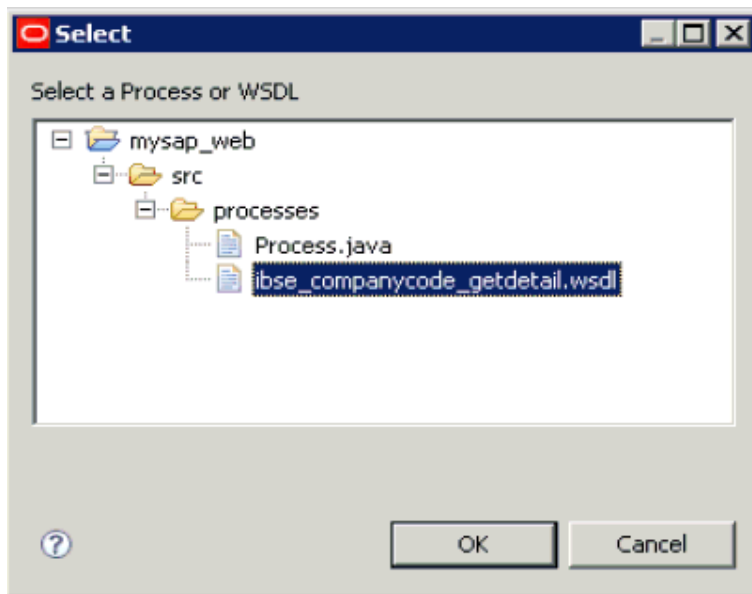 Select
Select a Process or WSDL
mysap_web
src
processes
Process.java
ibse_companycode_getdetail.wsdl
OK
Cancel